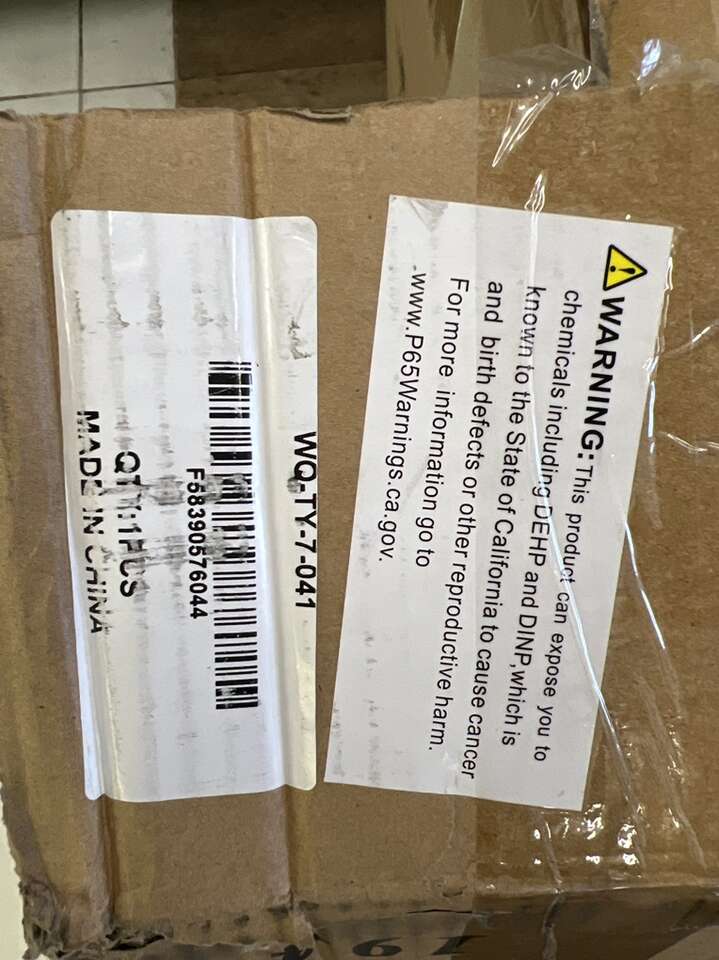 WARNING: This product can expose you to
chemicals including DEHP and DINP,which is
known to the State of California to cause cancer
and birth defects or other reproductive harm.
For more information go to
.www.P65Warnings.ca.gov.
WQ-TY-7-041
F58390576044
QTY:1PCS
MADE IN CHINA